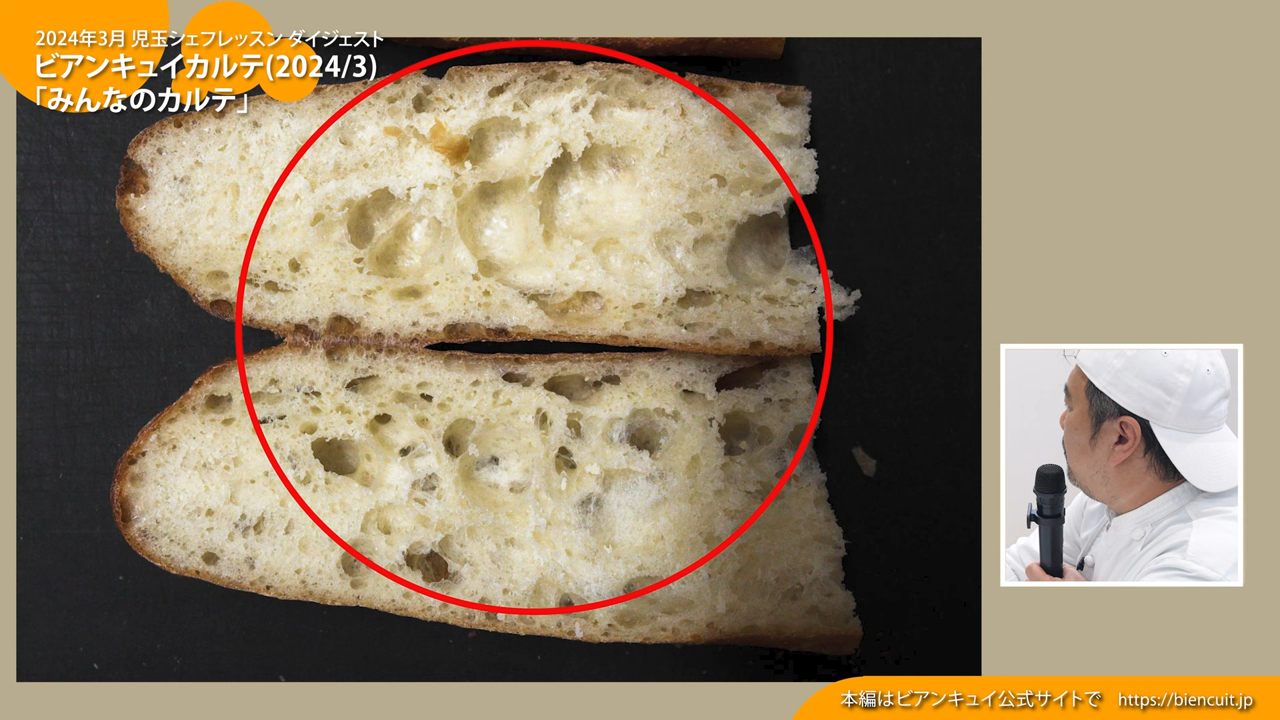 2024年3月 児玉シェフレッスン ダイジェスト
ビアンキュイカルテ(2024/3)
「みんなのカルテ」
本編はビアンキュイ公式サイトで https://biencuit.jp